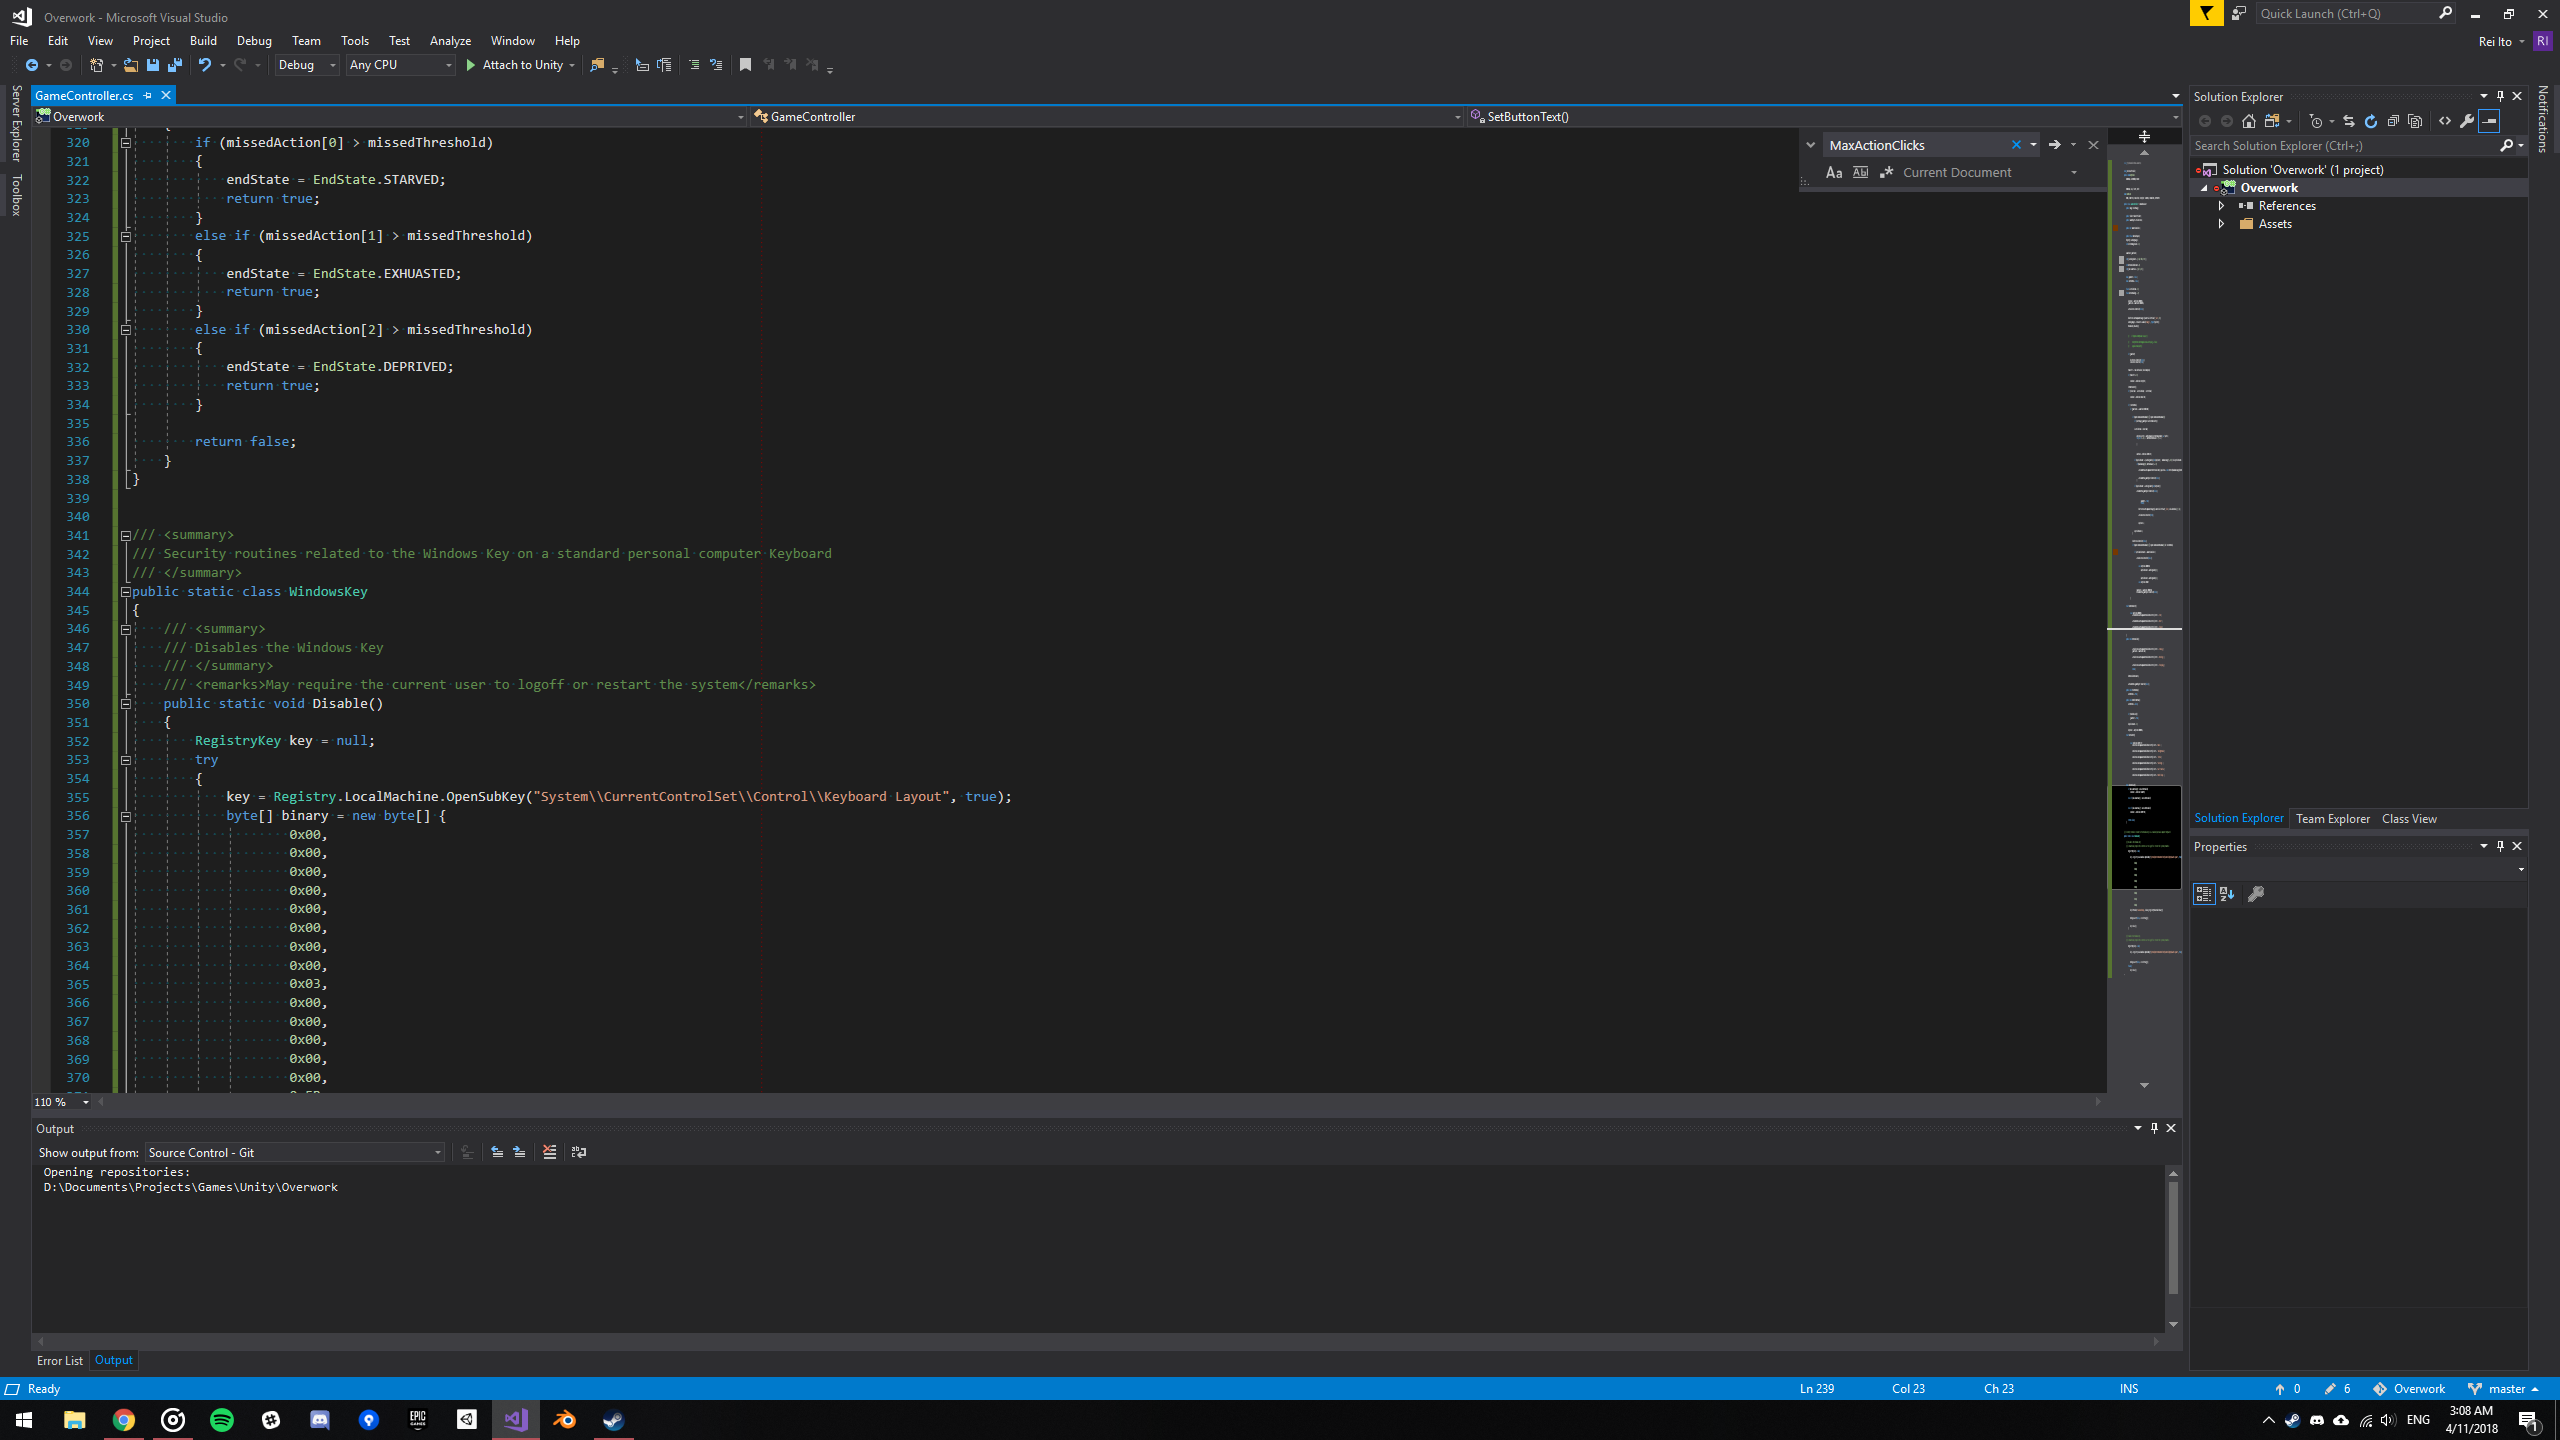 Overwork - Microsoft Visual Studio
Quick Launch (Ctrl+Q)
File Edit View Project Build Debug Team Tools Test Analyze Window Help
Rei Ito RI
Debug Any CPU Attach to Unity
Server Explorer
Toolbox
GameController.cs
Overwork GameController SetButtonText()
MaxActionClicks
Current Document
320 if (missedAction[0] > missedThreshold)
321 {
322 endState = EndState.STARVED;
323 return true;
324 }
325 else if (missedAction[1] > missedThreshold)
326 {
327 endState = EndState.EXHUASTED;
328 return true;
329 }
330 else if (missedAction[2] > missedThreshold)
331 {
332 endState = EndState.DEPRIVED;
333 return true;
334 }
335
336 return false;
337 }
338 }
339
340
341 /// <summary>
342 /// Security routines related to the Windows Key on a standard personal computer Keyboard
343 /// </summary>
344 public static class WindowsKey
345 {
346 /// <summary>
347 /// Disables the Windows Key
348 /// </summary>
349 /// <remarks>May require the current user to logoff or restart the system</remarks>
350 public static void Disable()
351 {
352 RegistryKey key = null;
353 try
354 {
355 key = Registry.LocalMachine.OpenSubKey("System\\CurrentControlSet\\Control\\Keyboard Layout", true);
356 byte[] binary = new byte[] {
357 0x00,
358 0x00,
359 0x00,
360 0x00,
361 0x00,
362 0x00,
363 0x00,
364 0x00,
365 0x03,
366 0x00,
367 0x00,
368 0x00,
369 0x00,
370 0x00,
110 %
Output
Show output from: Source Control - Git
Opening repositories:
D:\Documents\Projects\Games\Unity\Overwork
Error List Output
Solution Explorer
Search Solution Explorer (Ctrl+;)
Solution 'Overwork' (1 project)
Overwork
References
Assets
Solution Explorer Team Explorer Class View
Properties
Notifications
Ready Ln 239 Col 23 Ch 23 INS 0 6 Overwork master
EPIC GAMES
ENG 3:08 AM
4/11/2018
1